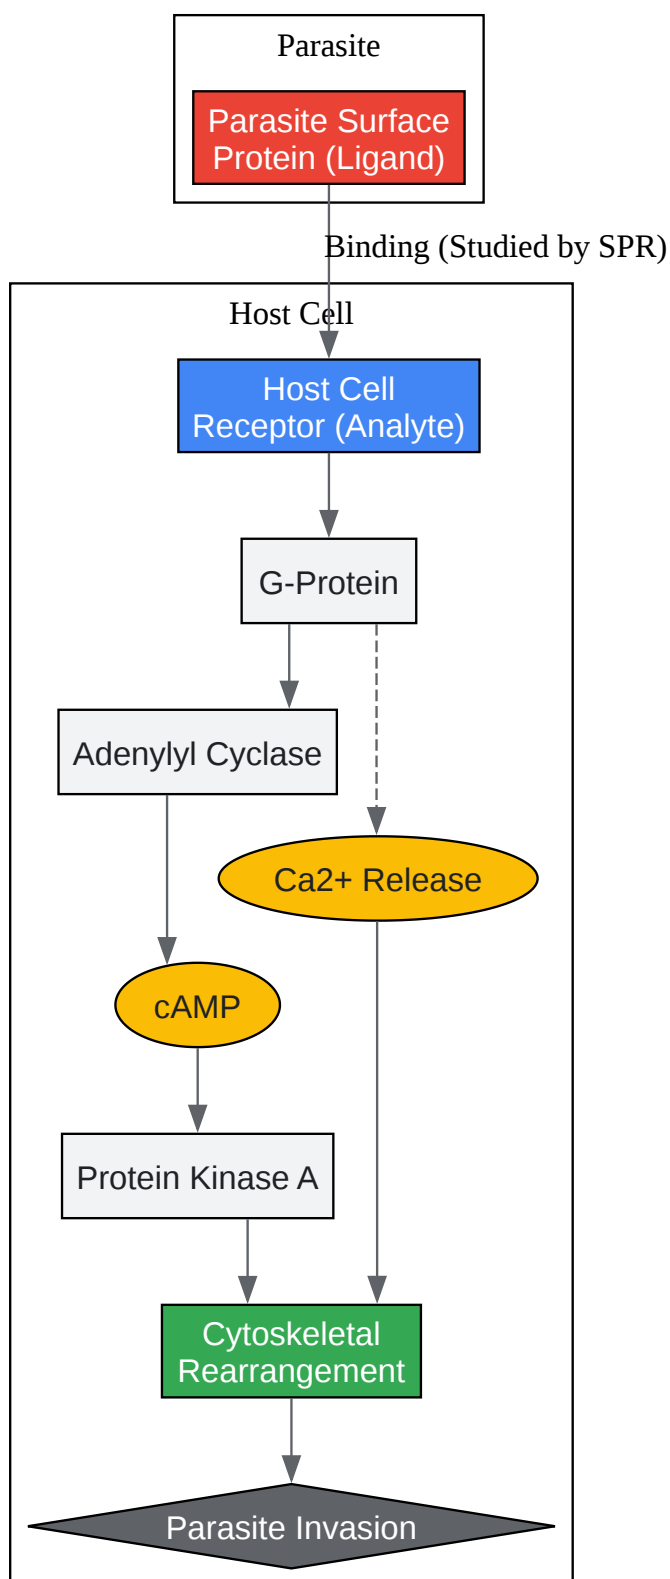 Parasite
Parasite Surface
Protein (Ligand)
Binding (Studied by SPR)
Host Cell
Host Cell
Receptor (Analyte)
G-Protein
Adenylyl Cyclase
Ca2+ Release
cAMP
Protein Kinase A
Cytoskeletal
Rearrangement
Parasite Invasion